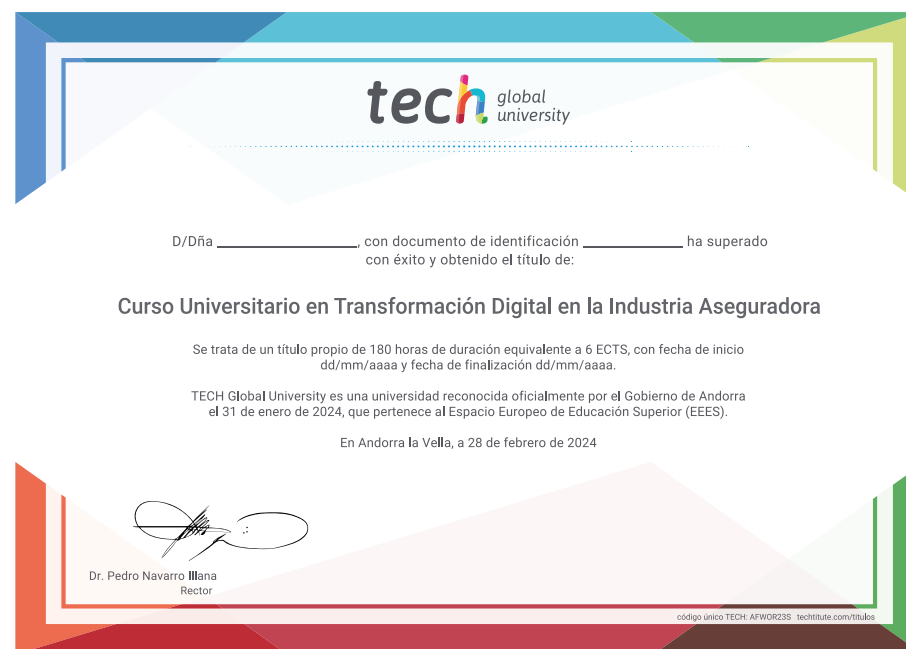 tech global university
D/Dña ____________, con documento de identificación ____________ ha superado
con éxito y obtenido el título de:
Curso Universitario en Transformación Digital en la Industria Aseguradora
Se trata de un título propio de 180 horas de duración equivalente a 6 ECTS, con fecha de inicio
dd/mm/aaaa y fecha de finalización dd/mm/aaaa.
TECH Global University es una universidad reconocida oficialmente por el Gobierno de Andorra
el 31 de enero de 2024, que pertenece al Espacio Europeo de Educación Superior (EEES).
En Andorra la Vella, a 28 de febrero de 2024
Dr. Pedro Navarro Illana
Rector
código único TECH: AFWOR23S techtitute.com/titulos